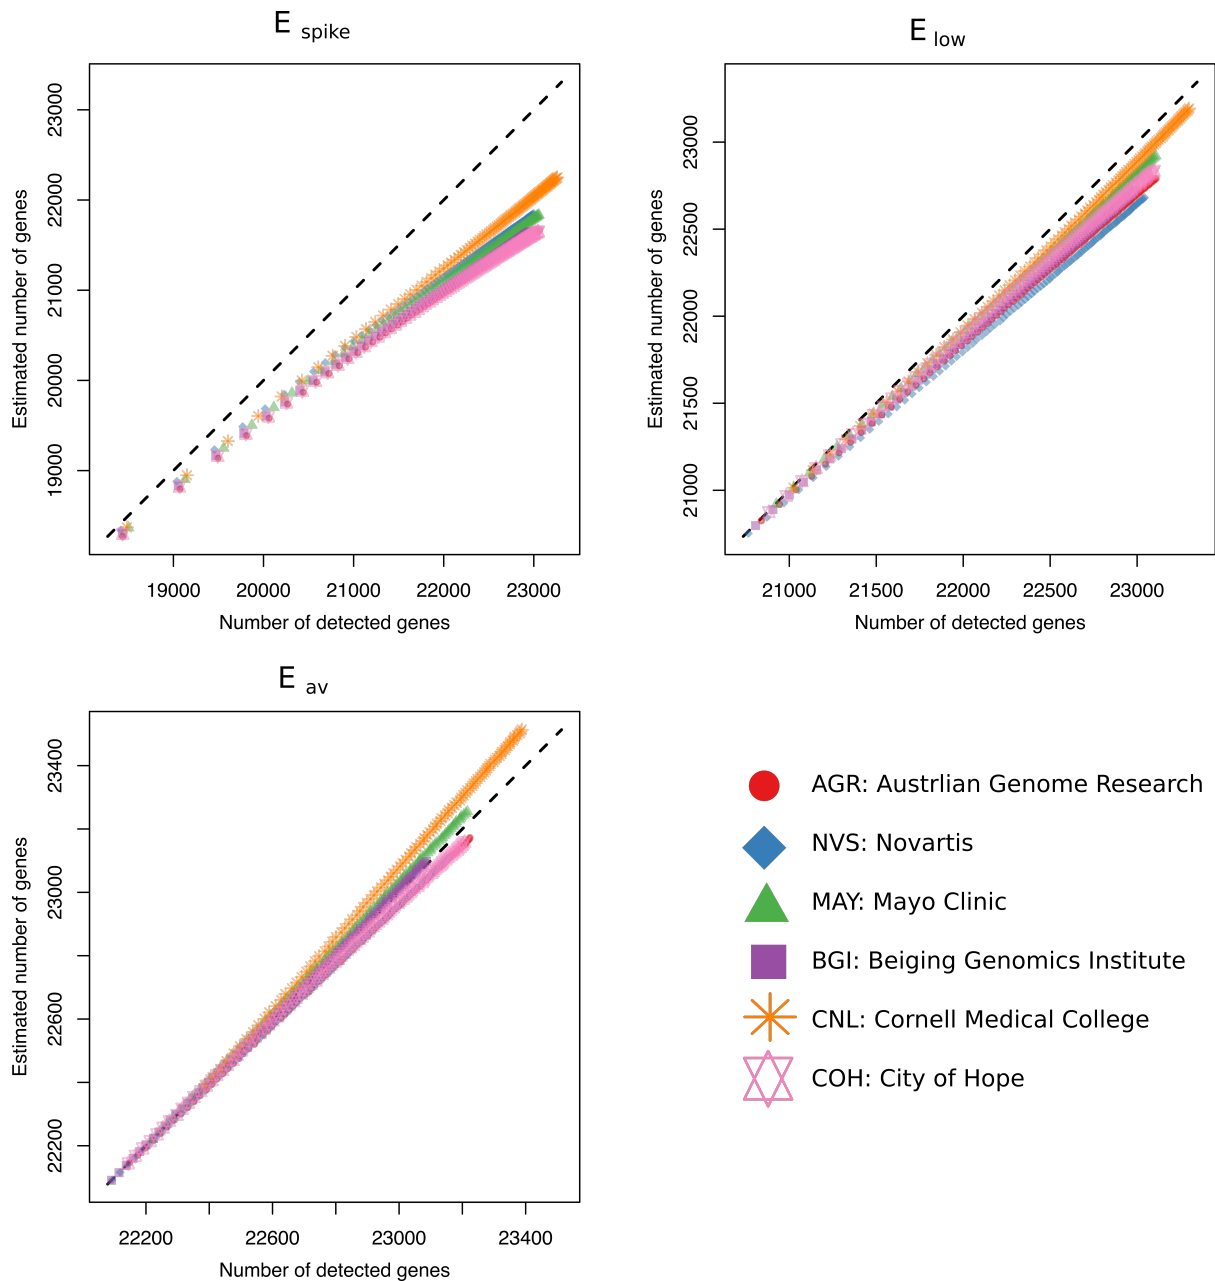 E spike
23000
22000
21000
20000
19000
Estimated number of genes
19000 20000 21000 22000 23000
Number of detected genes
E low
23000
22500
22000
21500
21000
Estimated number of genes
21000 21500 22000 22500 23000
Number of detected genes
E av
23400
23000
22600
22200
Estimated number of genes
22200 22600 23000 23400
Number of detected genes
AGR: Austrlian Genome Research
NVS: Novartis
MAY: Mayo Clinic
BGI: Beiging Genomics Institute
CNL: Cornell Medical College
COH: City of Hope